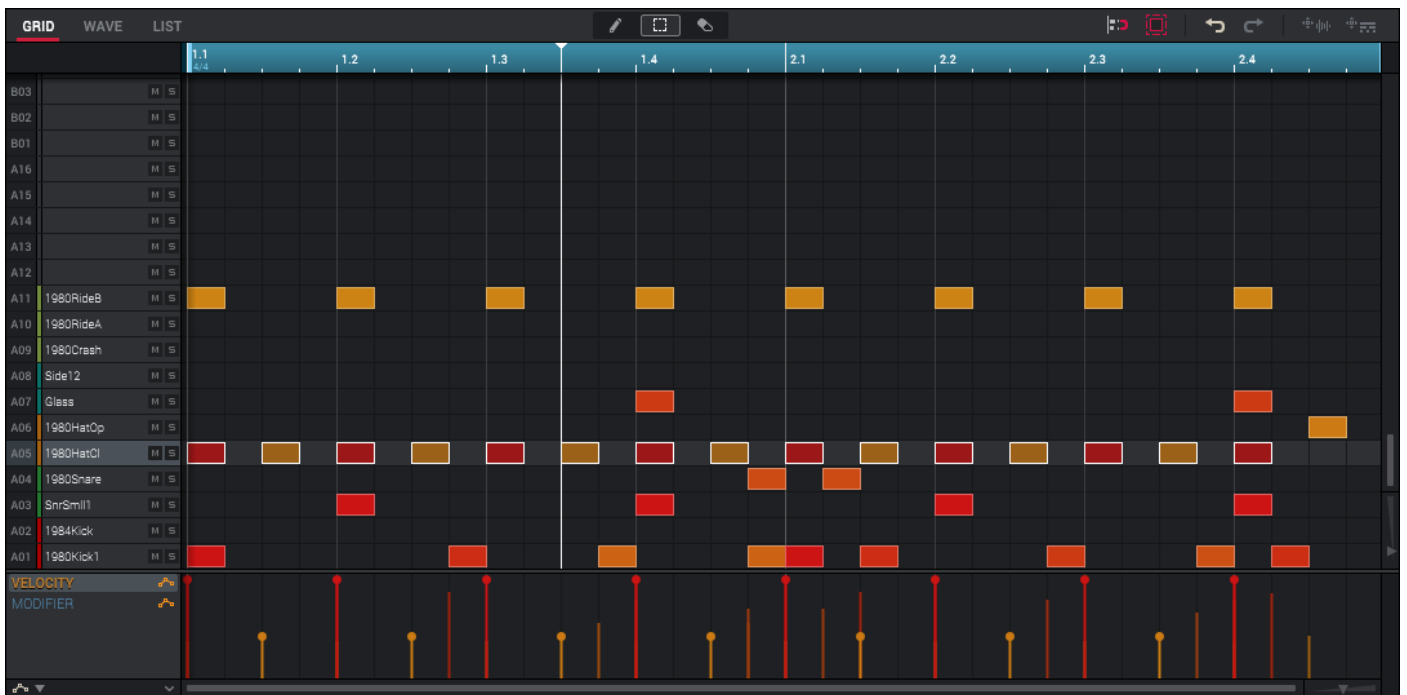 GRID WAVE LIST
1.1 1.2 1.3 1.4 2.1 2.2 2.3 2.4
4/4
B03 M S
B02 M S
B01 M S
A16 M S
A15 M S
A14 M S
A13 M S
A12 M S
A11 1980RideB M S
A10 1980RideA M S
A09 1980Crash M S
A08 Side12 M S
A07 Glass M S
A06 1980HatOp M S
A05 1980HatCl M S
A04 1980Snare M S
A03 SnrSmll1 M S
A02 1984Kick M S
A01 1980Kick1 M S
VELOCITY
MODIFIER